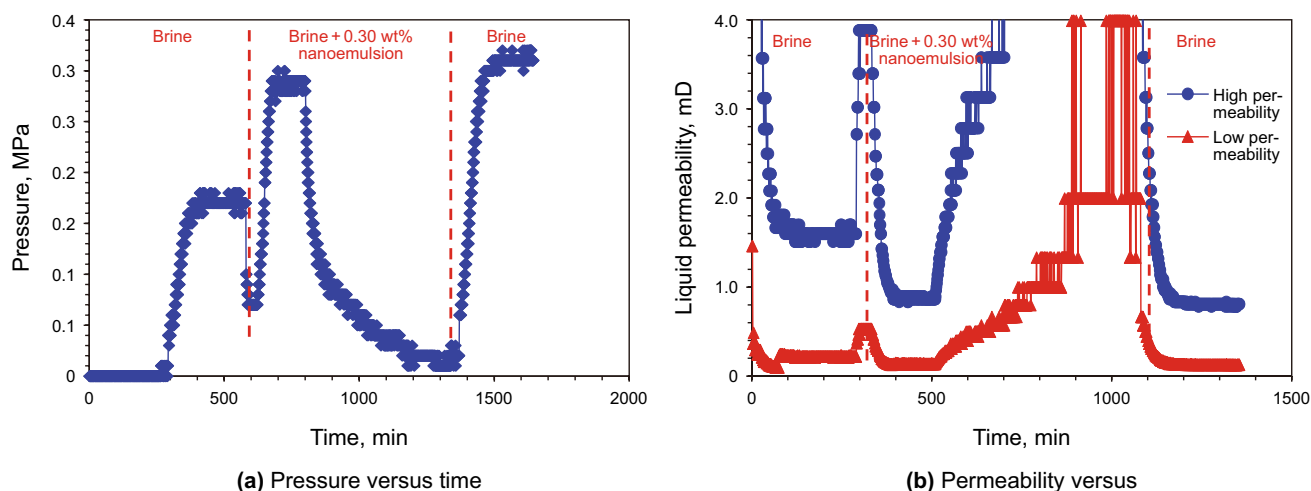 0.4
0.3
0.3
0.2
0.2
0.1
0.1
0
Pressure, MPa
Brine
Brine + 0.30 wt%
nanoemulsion
Brine
0
500
1000
1500
2000
Time, min
(a) Pressure versus time
4.0
3.0
2.0
1.0
0
Liquid permeability, mD
Brine
Brine + 0.30 wt%
nanoemulsion
Brine
High per-
meability
Low per-
meability
0
500
1000
1500
Time, min
(b) Permeability versus